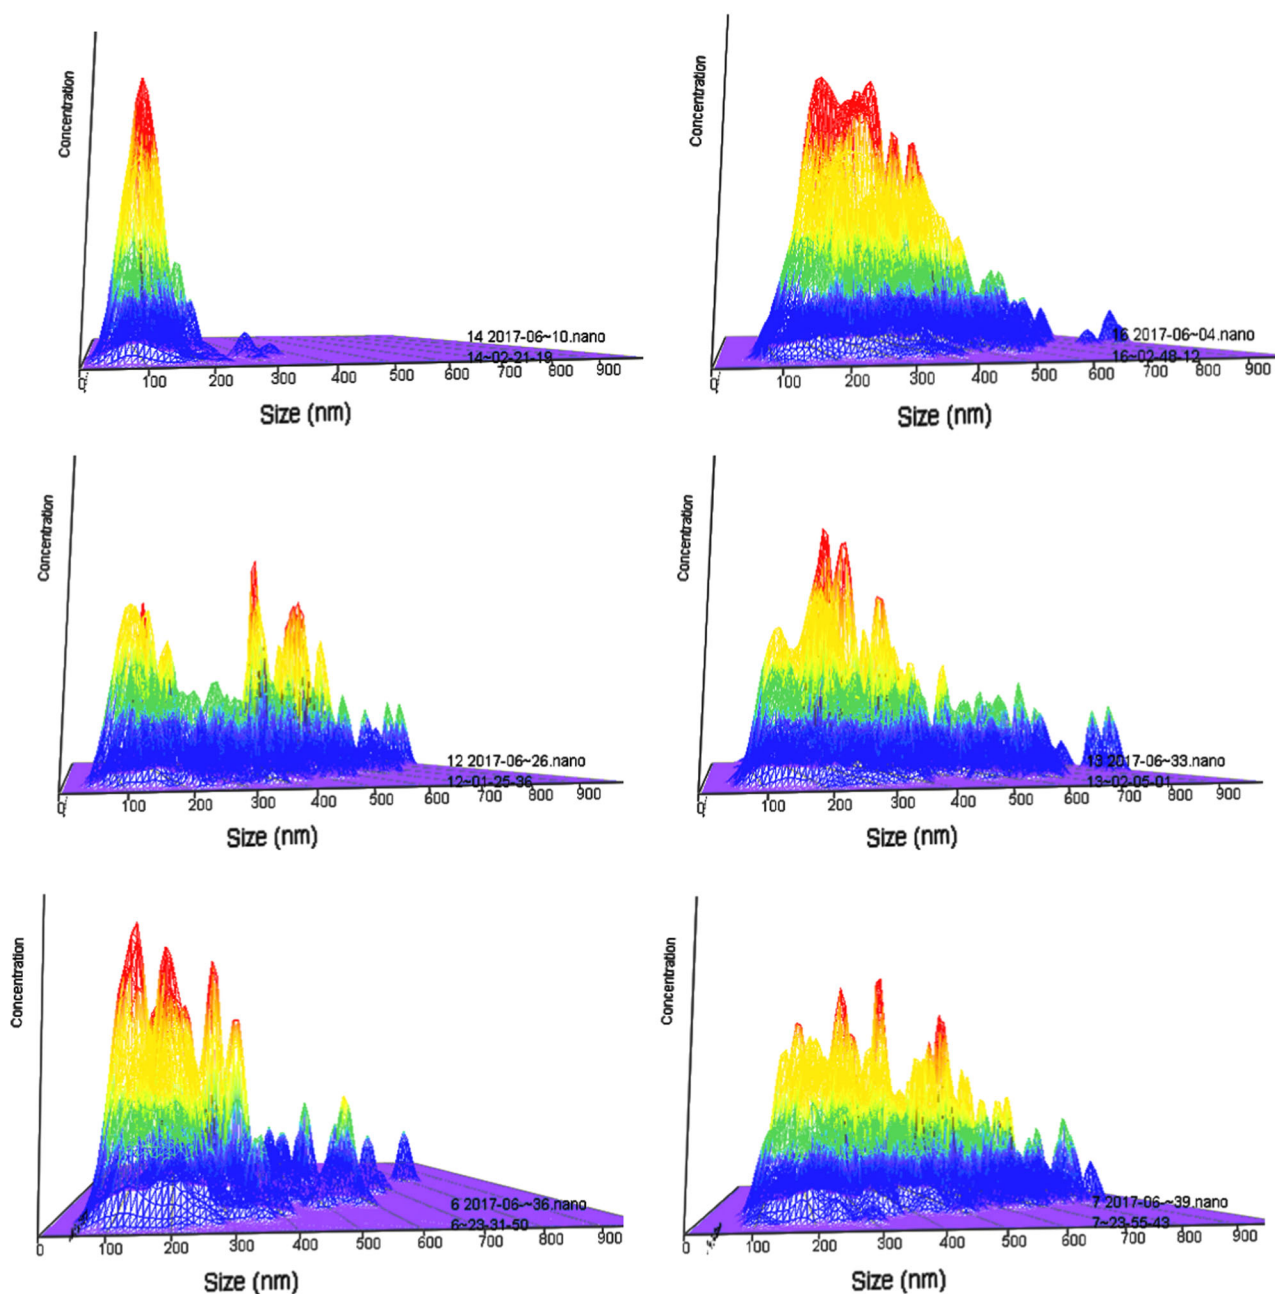 Concentration
14 2017-06~10.nano
14~02-21-19
0 100 200 300 400 500 600 700 800 900
Size (nm)
Concentration
16 2017-06~04.nano
16~02-48-12
0 100 200 300 400 500 600 700 800 900
Size (nm)
Concentration
12 2017-06~26.nano
12~01-25-36
0 100 200 300 400 500 600 700 800 900
Size (nm)
Concentration
13 2017-06~33.nano
13~02-05-01
0 100 200 300 400 500 600 700 800 900
Size (nm)
Concentration
6 2017-06-~36.nano
6~23-31-50
0 100 200 300 400 500 600 700 800 900
Size (nm)
Concentration
7 2017-06-~39.nano
7~23-55-43
0 100 200 300 400 500 600 700 800 900
Size (nm)